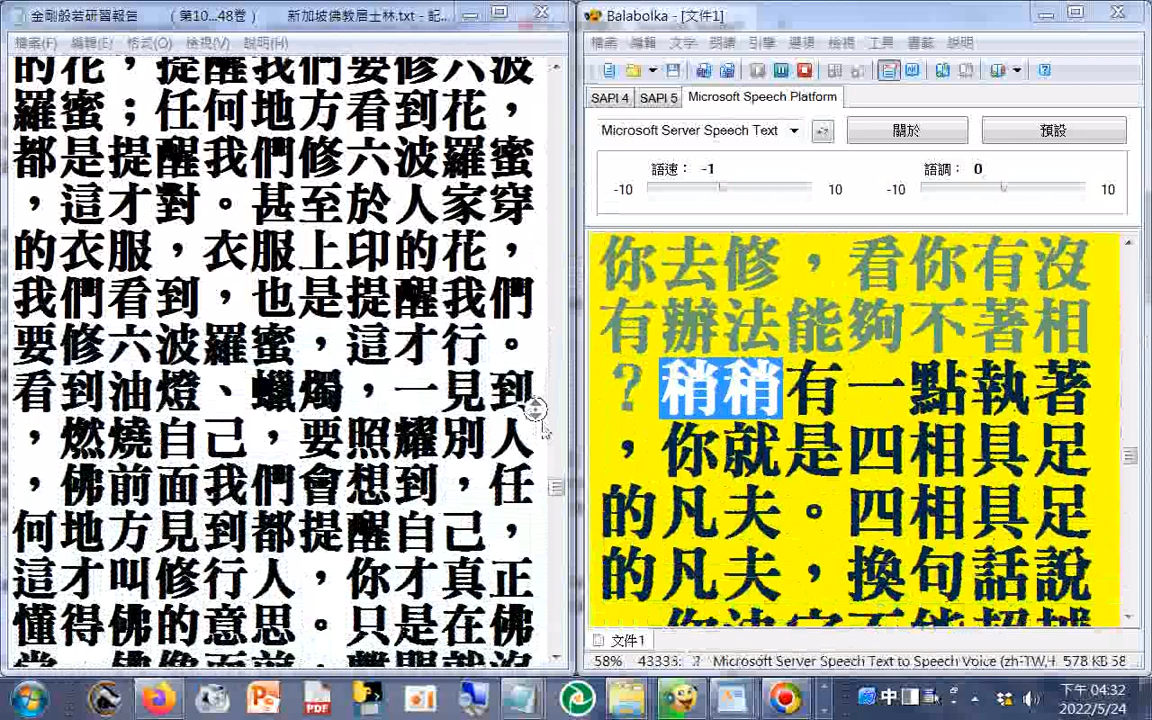 金剛般若研習報告　（第10...48卷）　新加坡佛教居士林.txt - 記...
檔案(F) 編輯(E) 格式(O) 檢視(V) 說明(H)
的花，提醒我們要修六波
羅蜜；任何地方看到花，
都是提醒我們修六波羅蜜
，這才對。甚至於人家穿
的衣服，衣服上印的花，
我們看到，也是提醒我們
要修六波羅蜜，這才行。
看到油燈、蠟燭，一見到
，燃燒自己，要照耀別人
，佛前面我們會想到，任
何地方見到都提醒自己，
這才叫修行人，你才真正
懂得佛的意思。只是在佛
Balabolka - [文件1]
檔案 編輯 文字 朗讀 引擎 選項 檢視 工具 書籤 說明
SAPI 4 SAPI 5 Microsoft Speech Platform
Microsoft Server Speech Text 關於 預設
語速： -1 語調： 0
-10 10 -10 10
你去修，看你有沒
有辦法能夠不著相
？稍稍有一點執著
，你就是四相具足
的凡夫。四相具足
的凡夫，換句話說
，你決定不能超越
文件1
58% 43333: ? Microsoft Server Speech Text to Speech Voice (zh-TW, H 578 KB 58
中
下午 04:32
2022/5/24